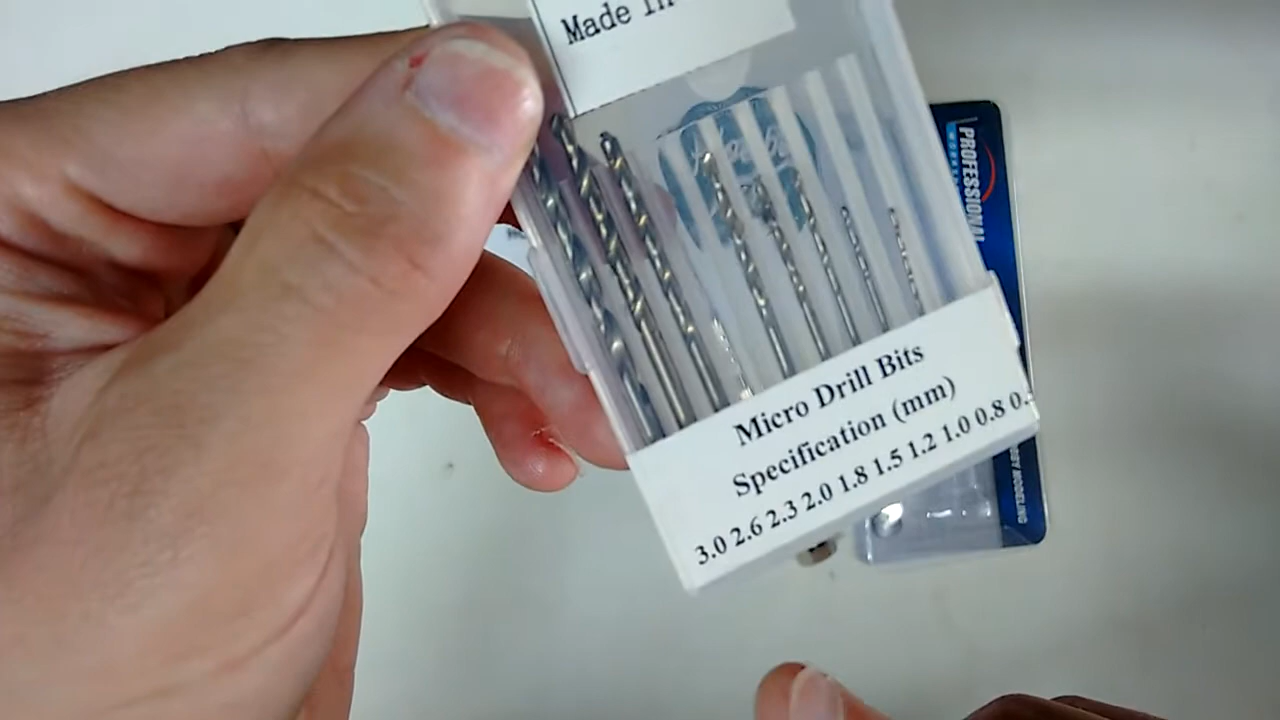 Made in
Micro Drill Bits
Specification (mm)
3.0 2.6 2.3 2.0 1.8 1.5 1.2 1.0 0.8 0.
PROFESSIONAL